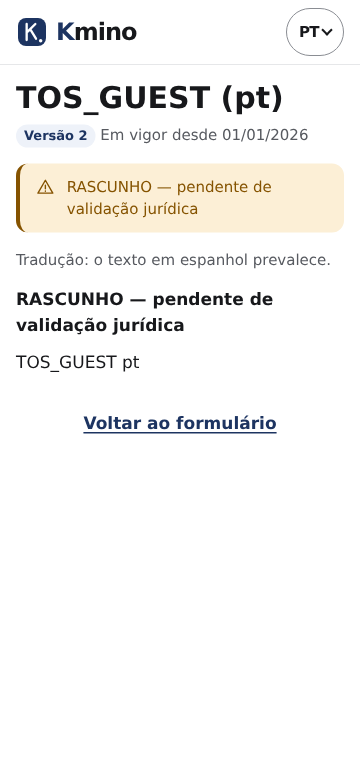 Kmino
PT
TOS_GUEST (pt)
Versão 2 Em vigor desde 01/01/2026
RASCUNHO — pendente de
validação jurídica
Tradução: o texto em espanhol prevalece.
RASCUNHO — pendente de
validação jurídica
TOS_GUEST pt
Voltar ao formulário